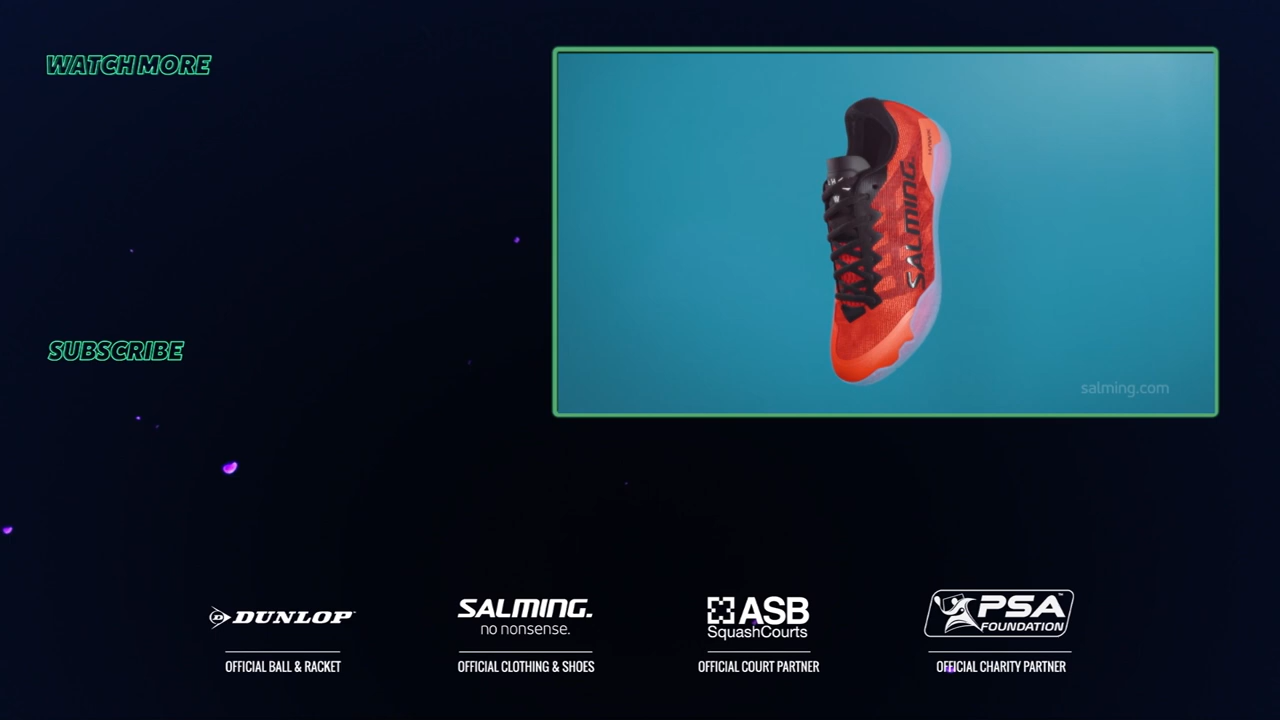 WATCH MORE
SALMING
salming.com
SUBSCRIBE
DUNLOP
OFFICIAL BALL & RACKET
SALMING.
no nonsense.
OFFICIAL CLOTHING & SHOES
ASB
SquashCourts
OFFICIAL COURT PARTNER
PSA™
FOUNDATION
OFFICIAL CHARITY PARTNER